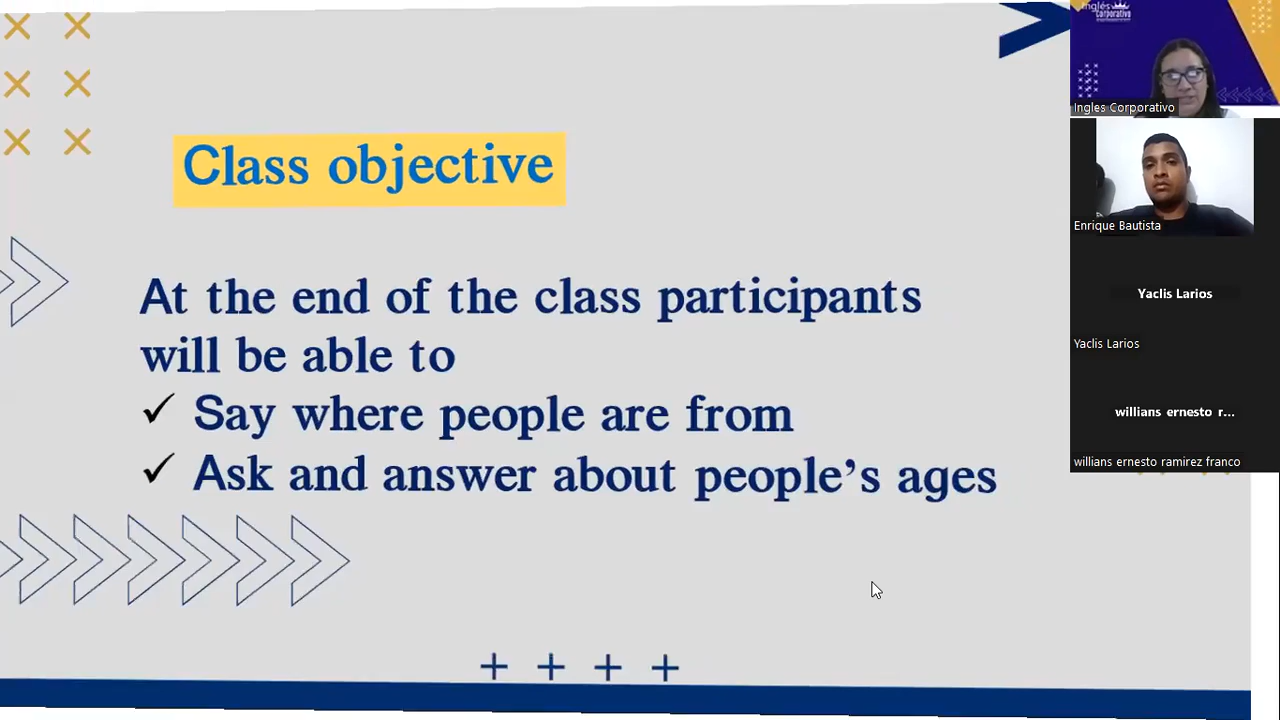 Class objective
At the end of the class participants
will be able to
✓ Say where people are from
✓ Ask and answer about people's ages
Inglés
corporativo
Ingles Corporativo
Enrique Bautista
Yaclis Larios
Yaclis Larios
willians ernesto r...
willians ernesto ramirez franco